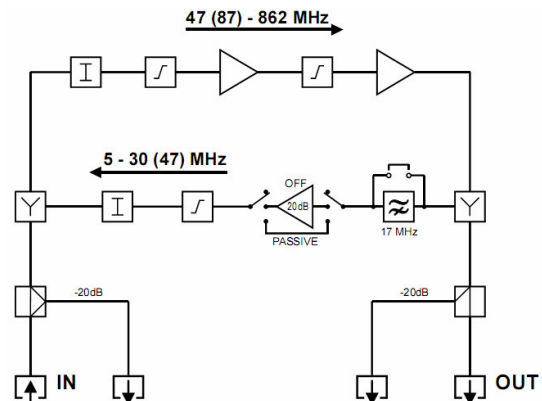 47 (87) - 862 MHz
5 - 30 (47) MHz
OFF
20dB
PASSIVE
17 MHz
-20dB
-20dB
IN
OUT